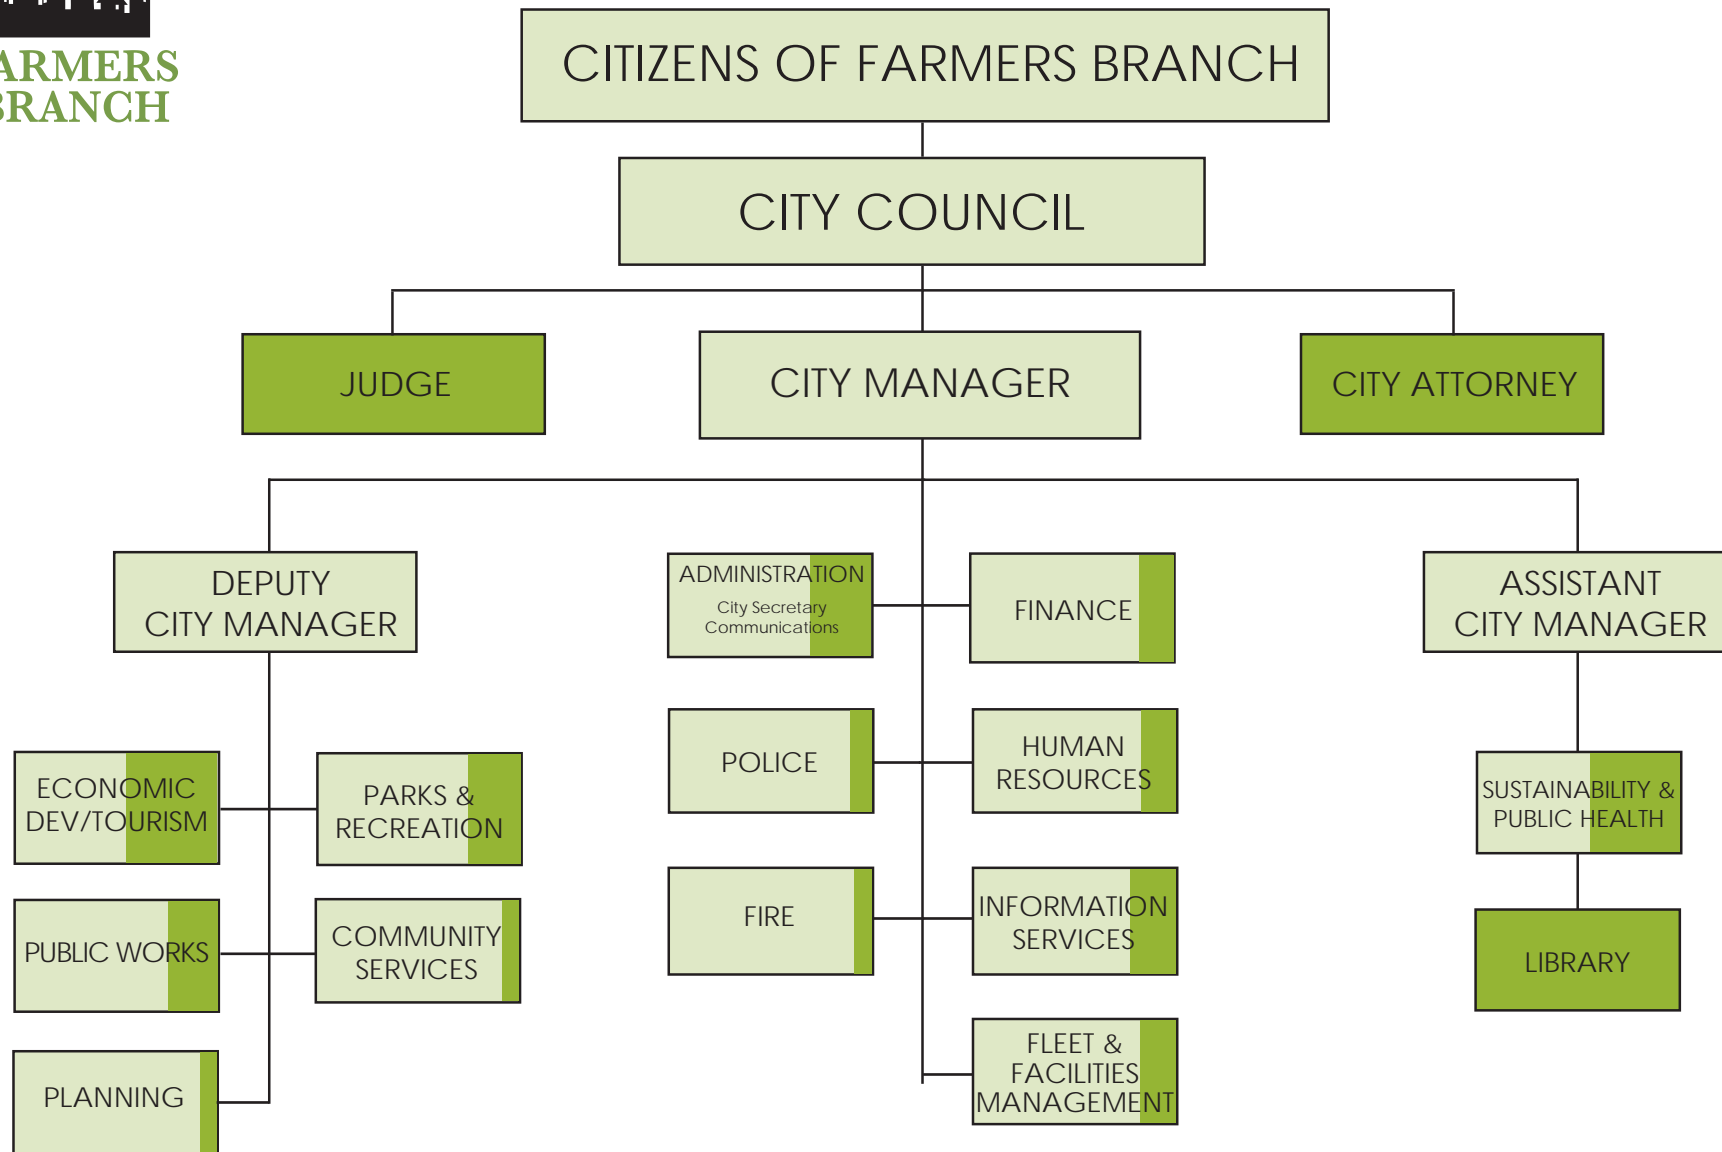 ARMERS
BRANCH
CITIZENS OF FARMERS BRANCH
CITY COUNCIL
JUDGE
CITY MANAGER
CITY ATTORNEY
DEPUTY
CITY MANAGER
ADMINISTRATION
City Secretary
Communications
FINANCE
ASSISTANT
CITY MANAGER
ECONOMIC
DEV/TOURISM
PARKS &
RECREATION
POLICE
HUMAN
RESOURCES
SUSTAINABILITY &
PUBLIC HEALTH
PUBLIC WORKS
COMMUNITY
SERVICES
FIRE
INFORMATION
SERVICES
LIBRARY
PLANNING
FLEET &
FACILITIES
MANAGEMENT